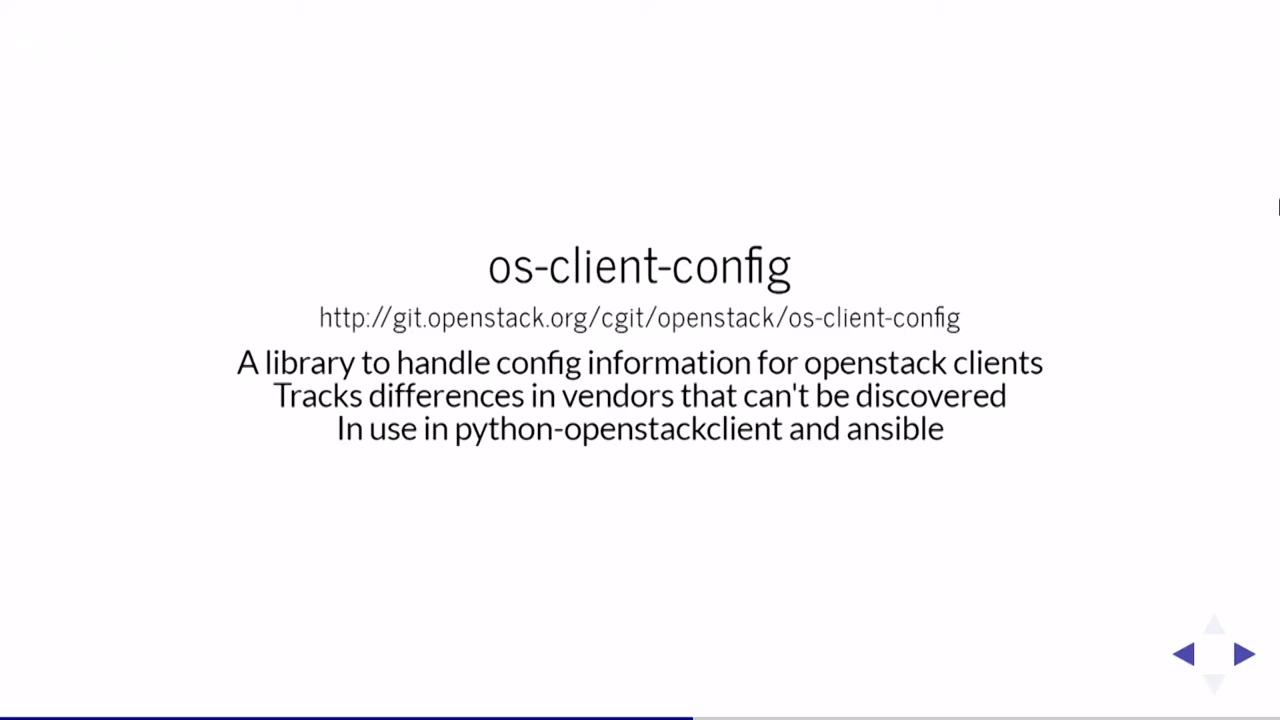 os-client-config
http://git.openstack.org/cgit/openstack/os-client-config
A library to handle config information for openstack clients
Tracks differences in vendors that can't be discovered
In use in python-openstackclient and ansible